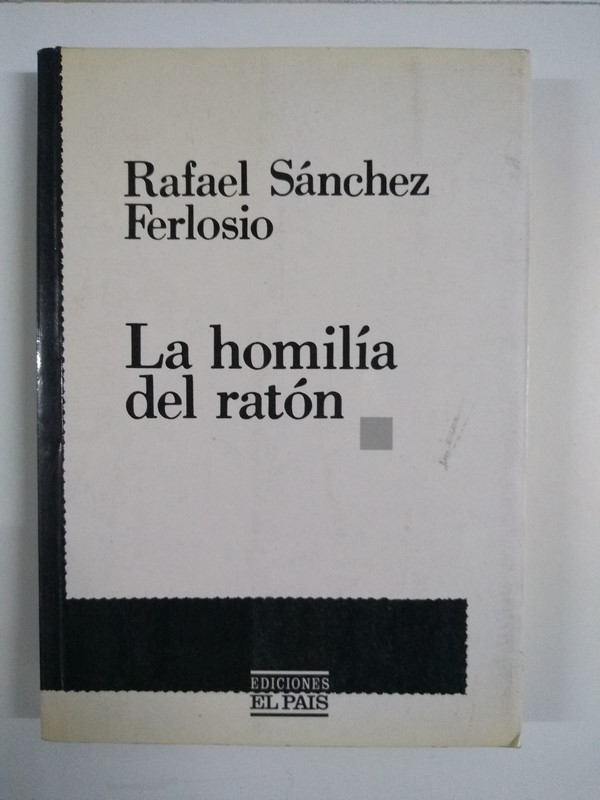 Rafael Sánchez
Ferlosio
La homilía
del ratón
EDICIONES
EL PAIS